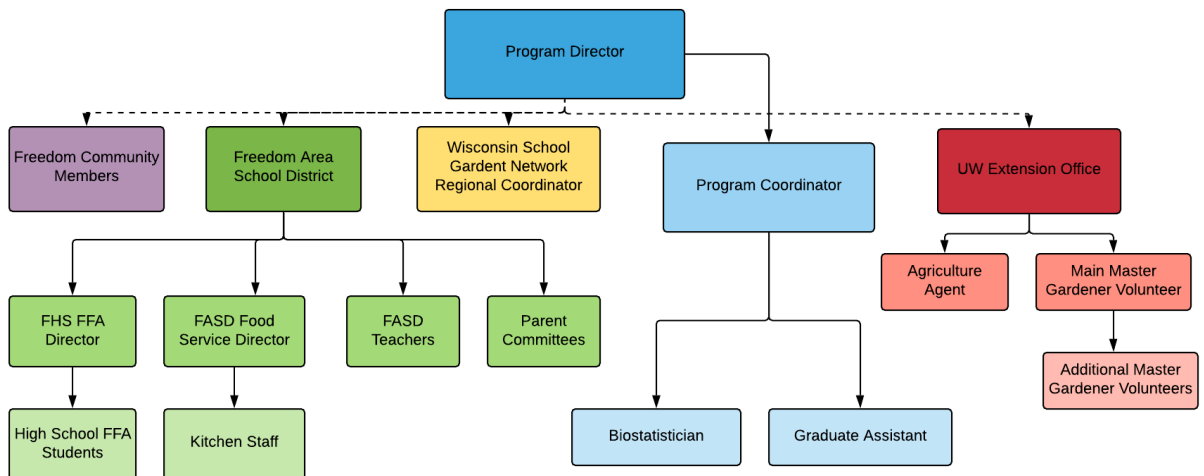 Program Director
Freedom Community
Members
Freedom Area
School District
Wisconsin School
Gardent Network
Regional Coordinator
Program Coordinator
UW Extension Office
Agriculture
Agent
Main Master
Gardener Volunteer
FHS FFA
Director
FASD Food
Service Director
FASD
Teachers
Parent
Committees
Additional Master
Gardener Volunteers
High School FFA
Students
Kitchen Staff
Biostatistician
Graduate Assistant